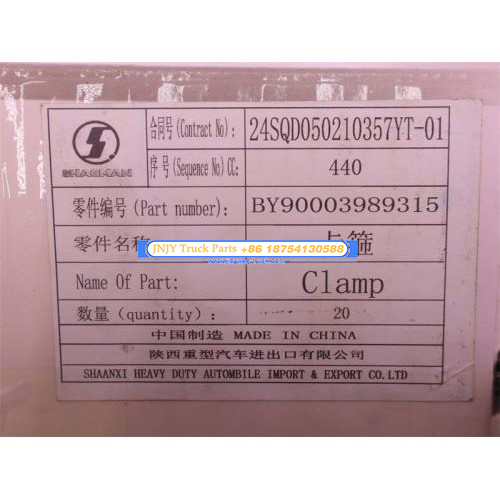 SHACMAN
合同号(Contract No): 24SQD050210357YT-01
序号(Sequence No)CC: 440
零件编号(Part number): BY90003989315
零件名称 卡箍
JNJY Truck Parts +86 18754130588
Name Of Part: Clamp
数量(quantity): 20
中国制造 MADE IN CHINA
陕西重型汽车进出口有限公司
SHAANXI HEAVY DUTY AUTOMBILE IMPORT & EXPORT CO.LTD